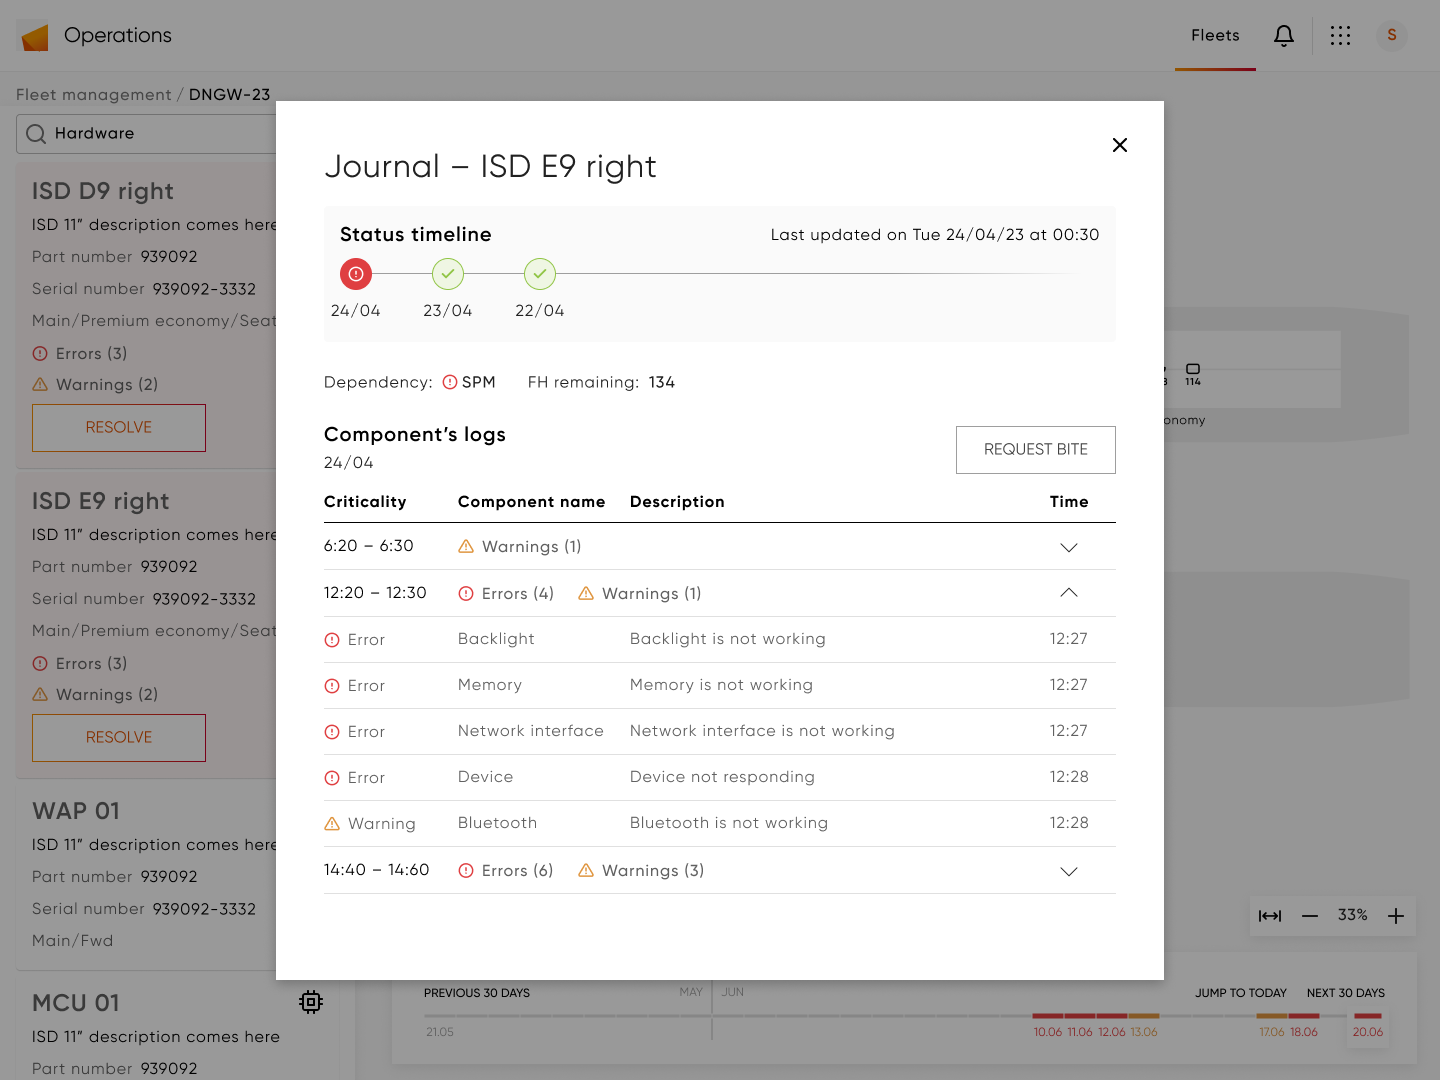 Operations
Fleets
S
Fleet management / DNGW-23
Hardware
ISD D9 right
ISD 11” description comes here
Part number 939092
Serial number 939092-3332
Main/Premium economy/Seat
Errors (3)
Warnings (2)
RESOLVE
ISD E9 right
ISD 11” description comes here
Part number 939092
Serial number 939092-3332
Main/Premium economy/Seat
Errors (3)
Warnings (2)
RESOLVE
WAP 01
ISD 11” description comes here
Part number 939092
Serial number 939092-3332
Main/Fwd
MCU 01
ISD 11” description comes here
Part number 939092
Journal – ISD E9 right
Status timeline
Last updated on Tue 24/04/23 at 00:30
24/04 23/04 22/04
Dependency: SPM FH remaining: 134
Component’s logs
24/04
REQUEST BITE
Criticality Component name Description Time
6:20 – 6:30 Warnings (1)
12:20 – 12:30 Errors (4) Warnings (1)
Error Backlight Backlight is not working 12:27
Error Memory Memory is not working 12:27
Error Network interface Network interface is not working 12:27
Error Device Device not responding 12:28
Warning Bluetooth Bluetooth is not working 12:28
14:40 – 14:60 Errors (6) Warnings (3)
114
onomy
33%
PREVIOUS 30 DAYS MAY JUN JUMP TO TODAY NEXT 30 DAYS
21.05 10.06 11.06 12.06 13.06 17.06 18.06 20.06